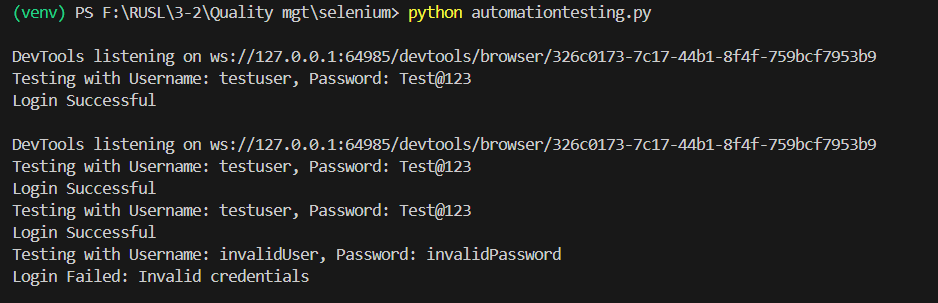 (venv) PS F:\RUSL\3-2\Quality mgt\selenium> python automationtesting.py
DevTools listening on ws://127.0.0.1:64985/devtools/browser/326c0173-7c17-44b1-8f4f-759bcf7953b9
Testing with Username: testuser, Password: Test@123
Login Successful
DevTools listening on ws://127.0.0.1:64985/devtools/browser/326c0173-7c17-44b1-8f4f-759bcf7953b9
Testing with Username: testuser, Password: Test@123
Login Successful
Testing with Username: testuser, Password: Test@123
Login Successful
Testing with Username: invalidUser, Password: invalidPassword
Login Failed: Invalid credentials